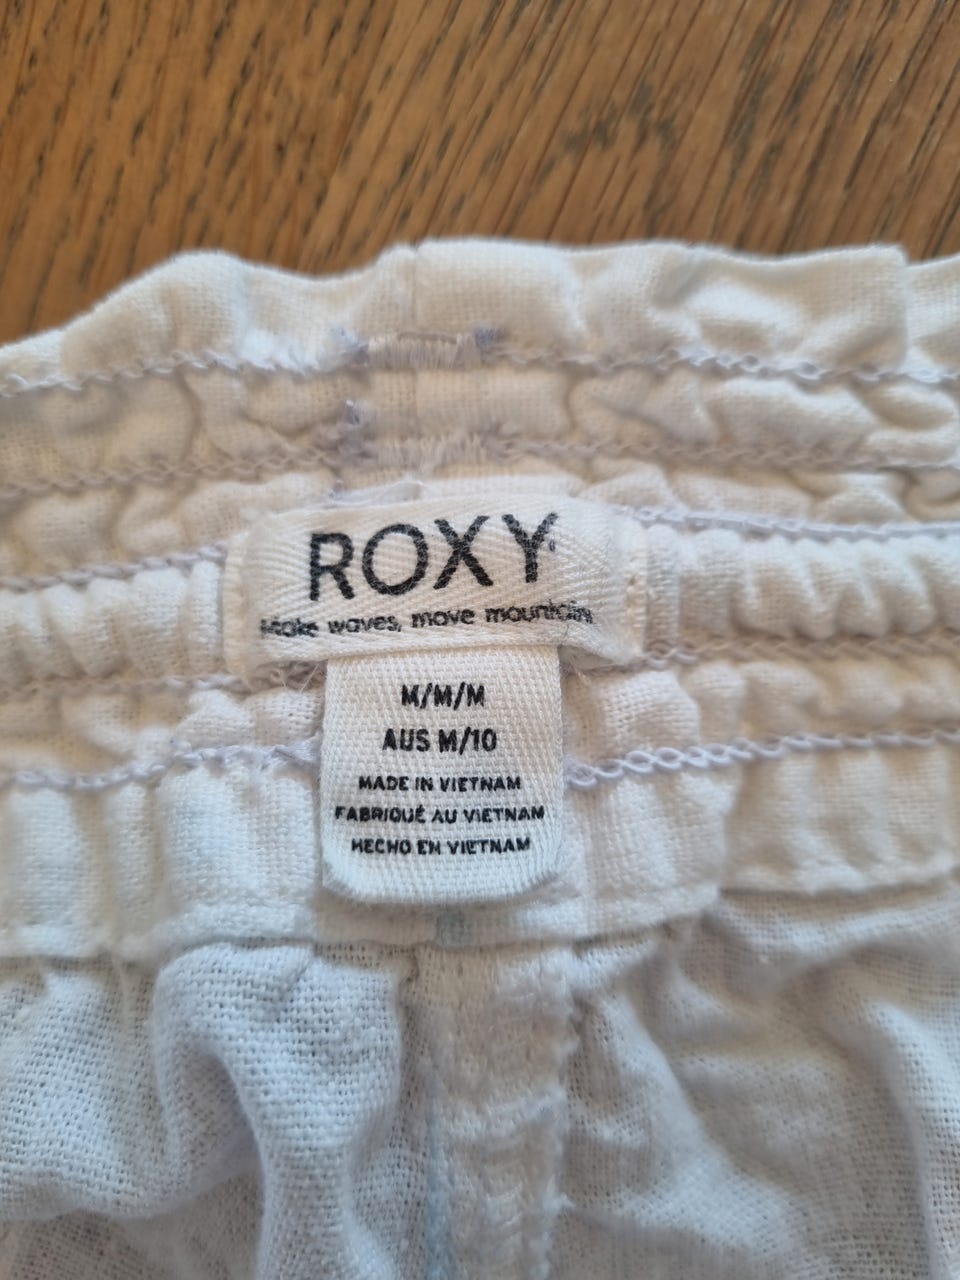 ROXY
Make waves, move mountains
M/M/M
AUS M/10
MADE IN VIETNAM
FABRIQUÉ AU VIETNAM
HECHO EN VIETNAM